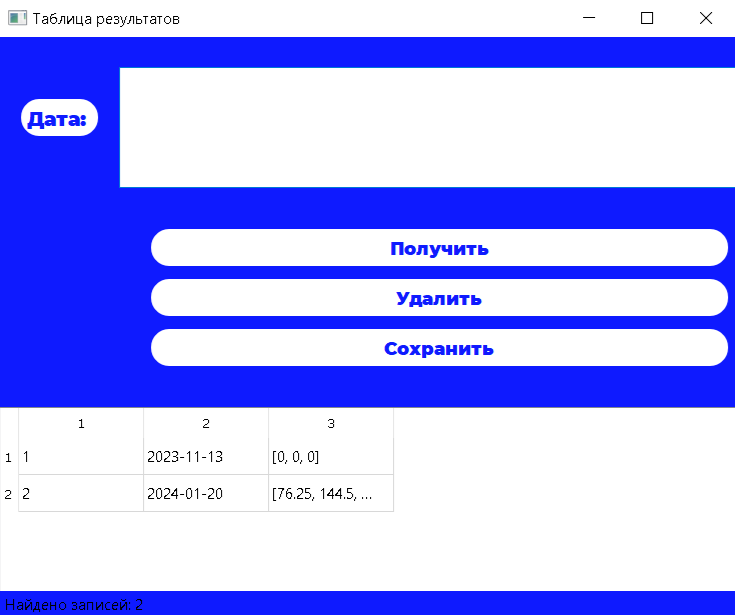 Таблица результатов
Дата:
Получить
Удалить
Сохранить
1 2 3
1 1 2023-11-13 [0, 0, 0]
2 2 2024-01-20 [76.25, 144.5, ...
Найдено записей: 2